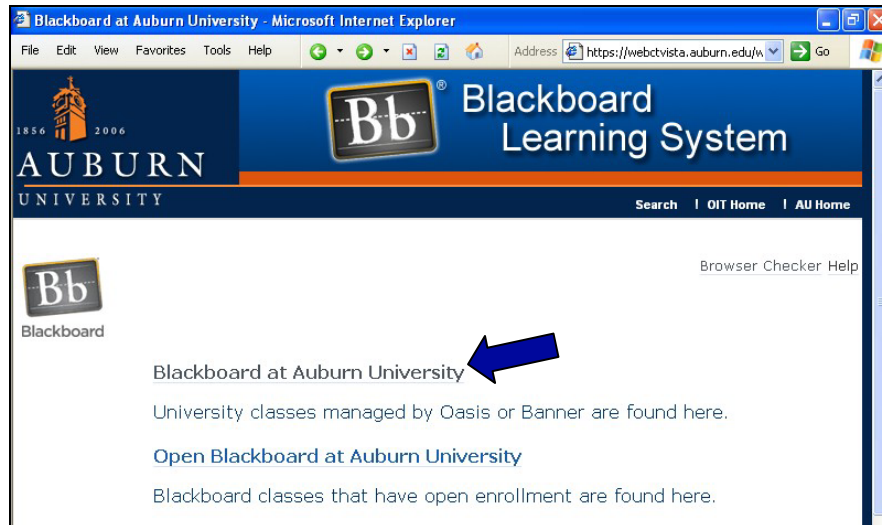 Blackboard at Auburn University - Microsoft Internet Explorer
File Edit View Favorites Tools Help Address https://webctvista.auburn.edu/w Go
1856 2006
AUBURN
UNIVERSITY
Bb® Blackboard
Learning System
Search | OIT Home | AU Home
Browser Checker Help
Bb
Blackboard
Blackboard at Auburn University
University classes managed by Oasis or Banner are found here.
Open Blackboard at Auburn University
Blackboard classes that have open enrollment are found here.